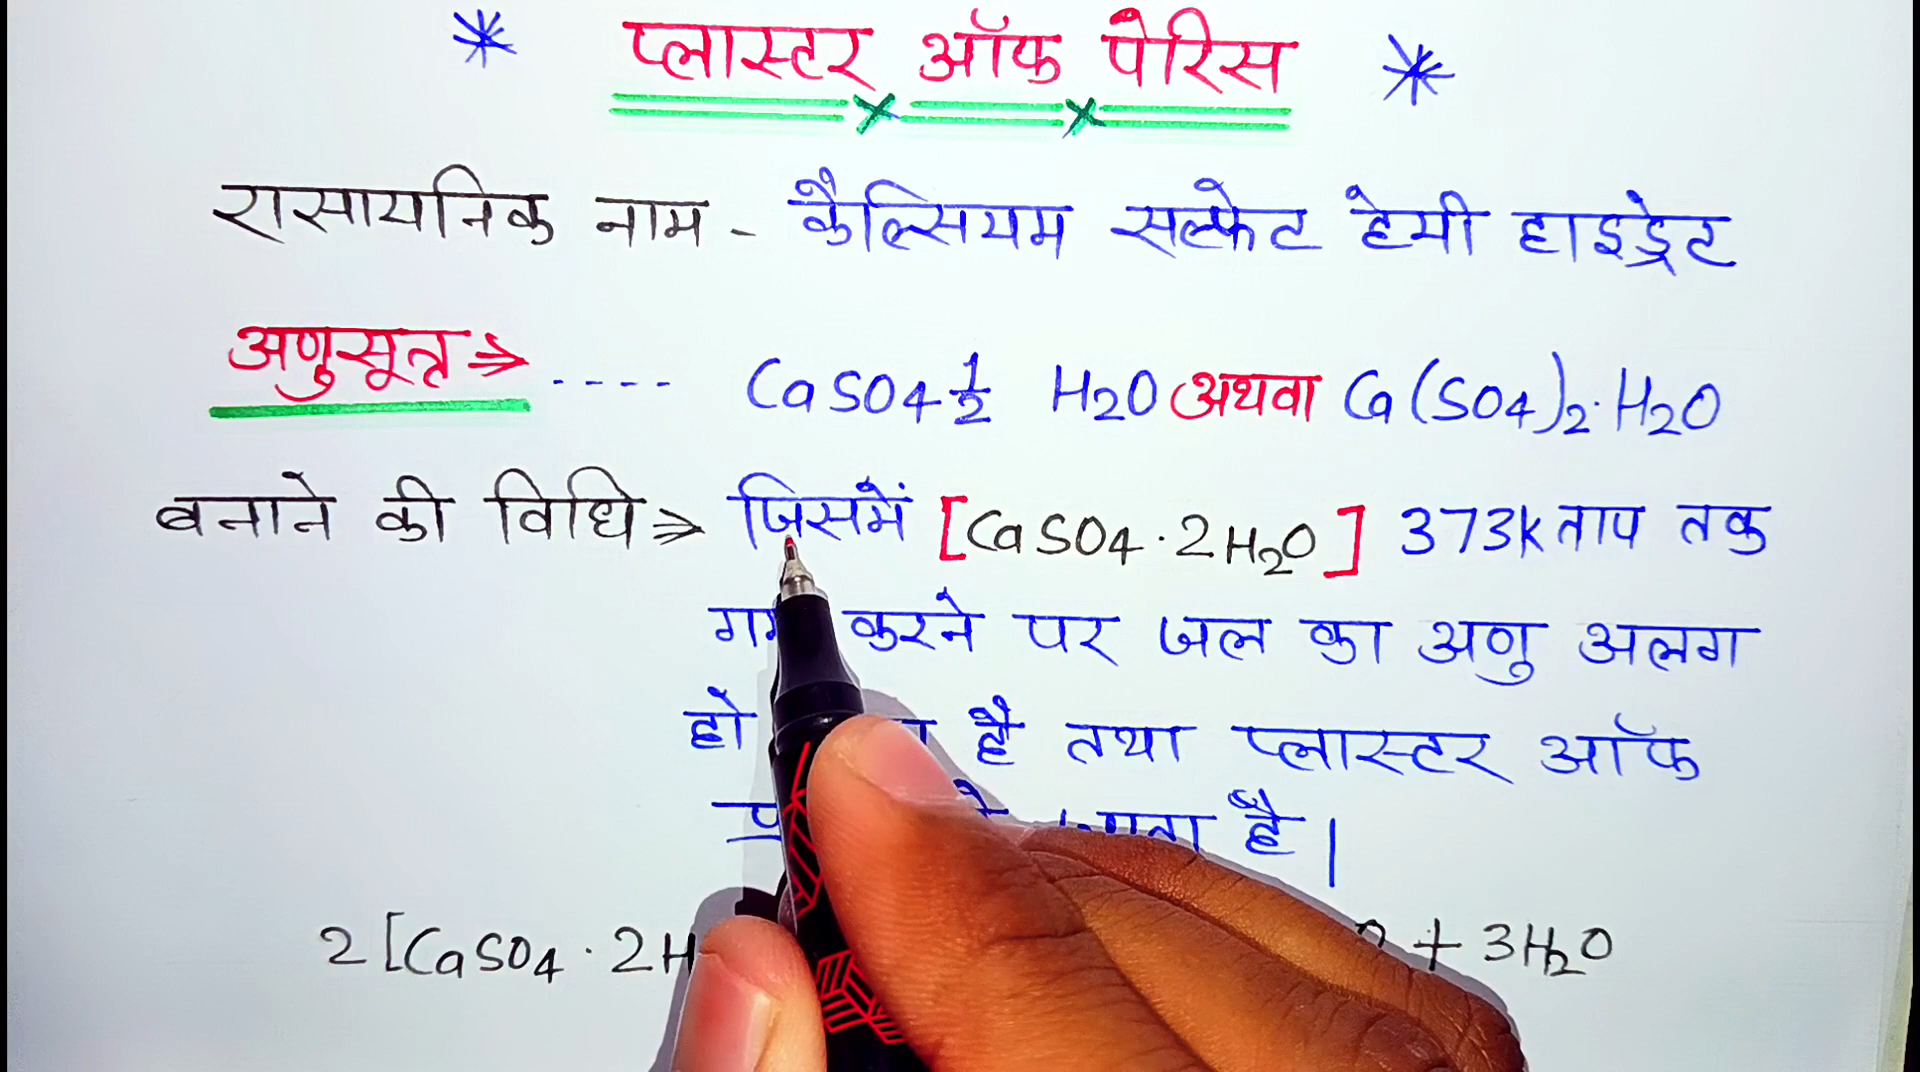 प्लास्टर ऑफ पेरिस
रासायनिक नाम - कैल्सियम सल्फेट हेमी हाइड्रेट
अणुसूत्र ⇒ ---- CaSO4 1/2 H2O अथवा Ca(SO4)2·H2O
बनाने की विधि ⇒ जिसमें [CaSO4·2H2O] 373k ताप तक
करने पर जल का अणु अलग
हो है तथा प्लास्टर ऑफ
है।
2[CaSO4·2H + 3H2O